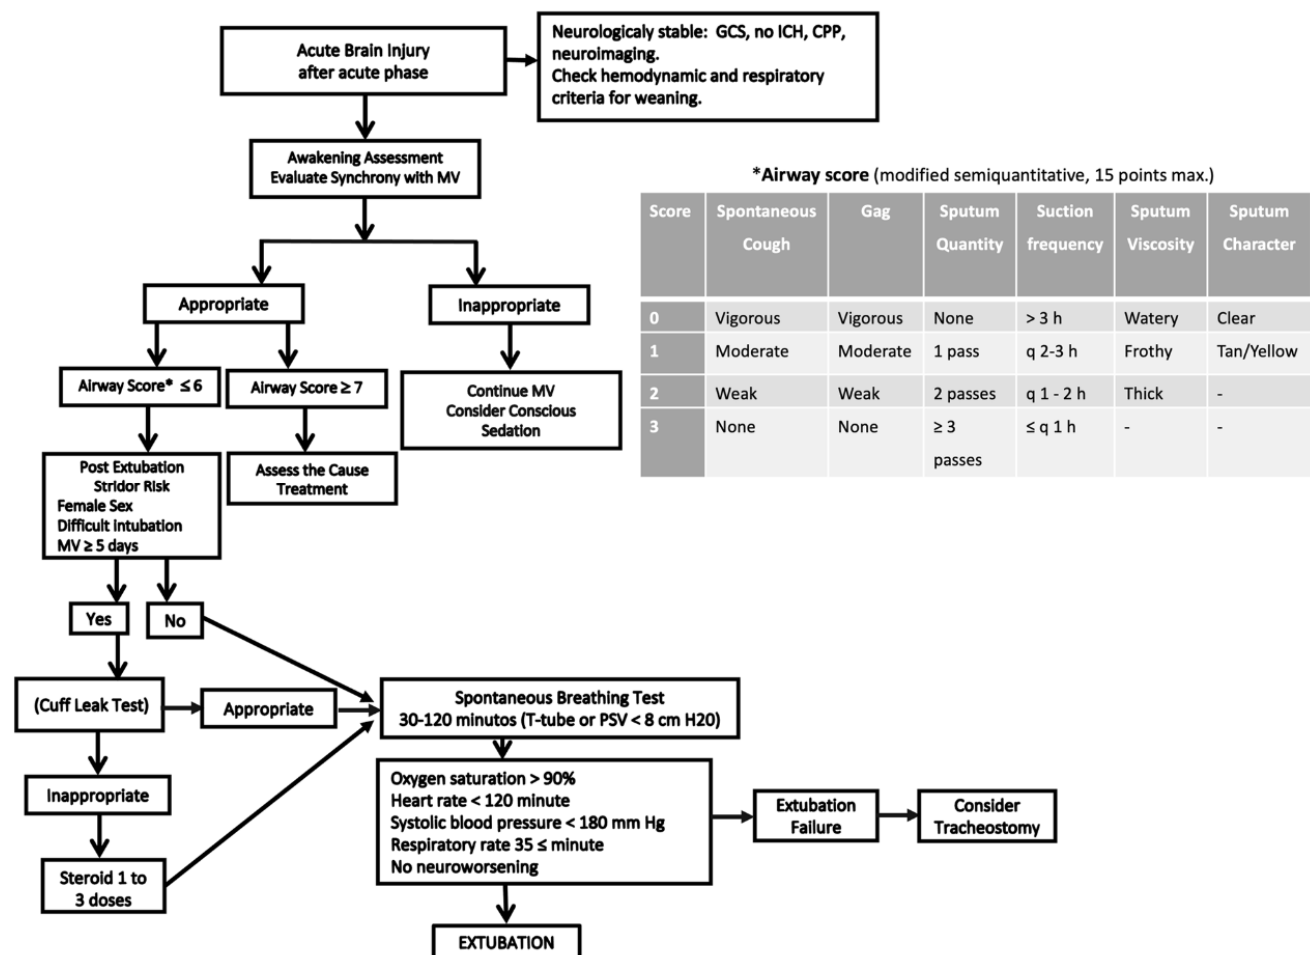 Acute Brain Injury
after acute phase
Neurologicaly stable: GCS, no ICH, CPP,
neuroimaging.
Check hemodynamic and respiratory
criteria for weaning.
Awakening Assessment
Evaluate Synchrony with MV
Appropriate
Inappropriate
Airway Score* ≤ 6
Airway Score ≥ 7
Continue MV
Consider Conscious
Sedation
Post Extubation
Stridor Risk
Female Sex
Difficult Intubation
MV ≥ 5 days
Assess the Cause
Treatment
Yes
No
(Cuff Leak Test)
Appropriate
Spontaneous Breathing Test
30-120 minutos (T-tube or PSV < 8 cm H20)
Inappropriate
Steroid 1 to
3 doses
Oxygen saturation > 90%
Heart rate < 120 minute
Systolic blood pressure < 180 mm Hg
Respiratory rate 35 ≤ minute
No neuroworsening
Extubation
Failure
Consider
Tracheostomy
EXTUBATION
*Airway score (modified semiquantitative, 15 points max.)
Score Spontaneous Cough Gag Sputum Quantity Suction frequency Sputum Viscosity Sputum Character
0 Vigorous Vigorous None > 3 h Watery Clear
1 Moderate Moderate 1 pass q 2-3 h Frothy Tan/Yellow
2 Weak Weak 2 passes q 1 - 2 h Thick -
3 None None ≥ 3 passes ≤ q 1 h - -